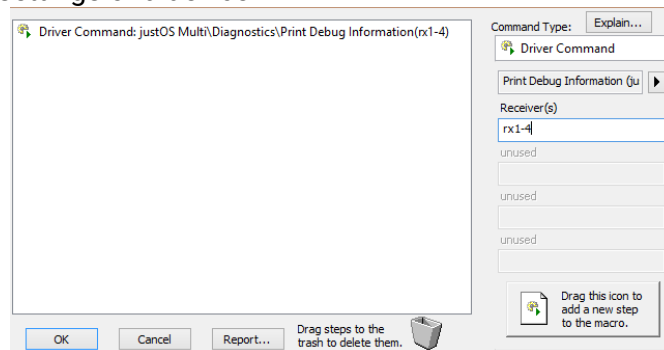 Driver Command: justOS Multi\Diagnostics\Print Debug Information(rx1-4)
Command Type:
Explain...
Driver Command
Print Debug Information (ju
Receiver(s)
rx1-4
unused
unused
unused
Drag this icon to
add a new step
to the macro.
OK
Cancel
Report...
Drag steps to the
trash to delete them.